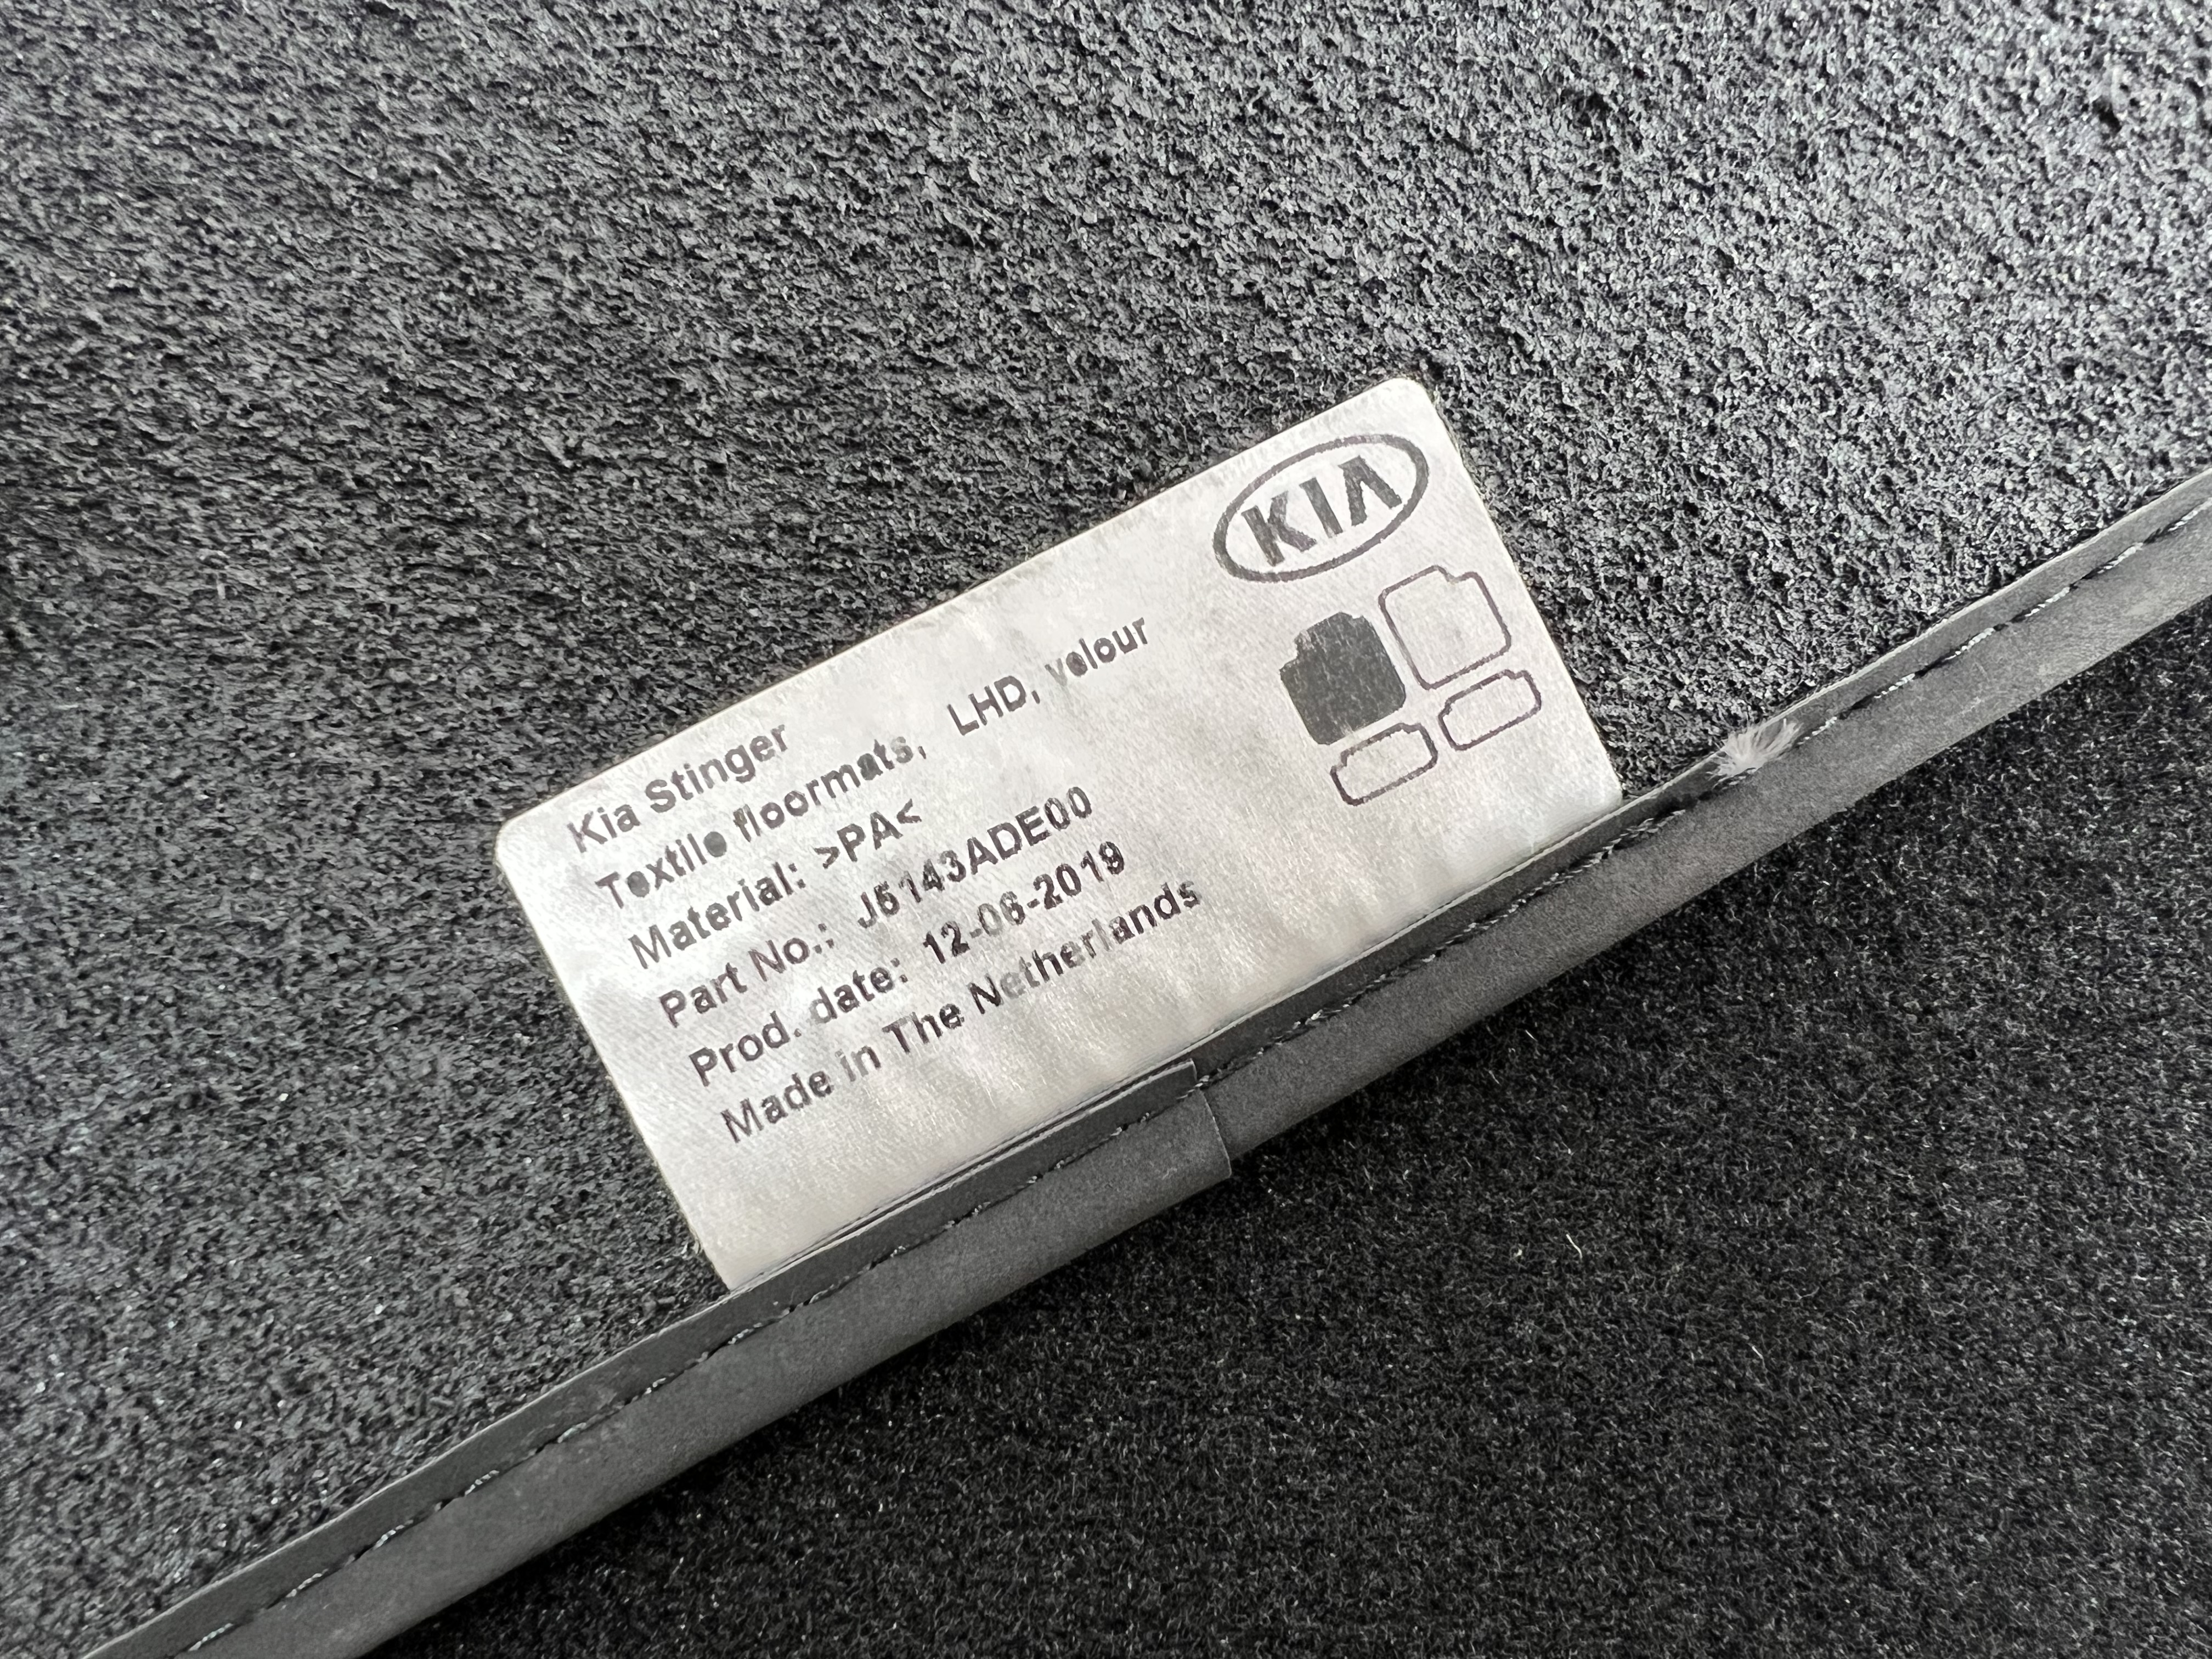 KIA
Kia Stinger
Textile floormats, LHD, velour
Material: >PA<
Part No.: J5143ADE00
Prod. date: 12-06-2019
Made in The Netherlands